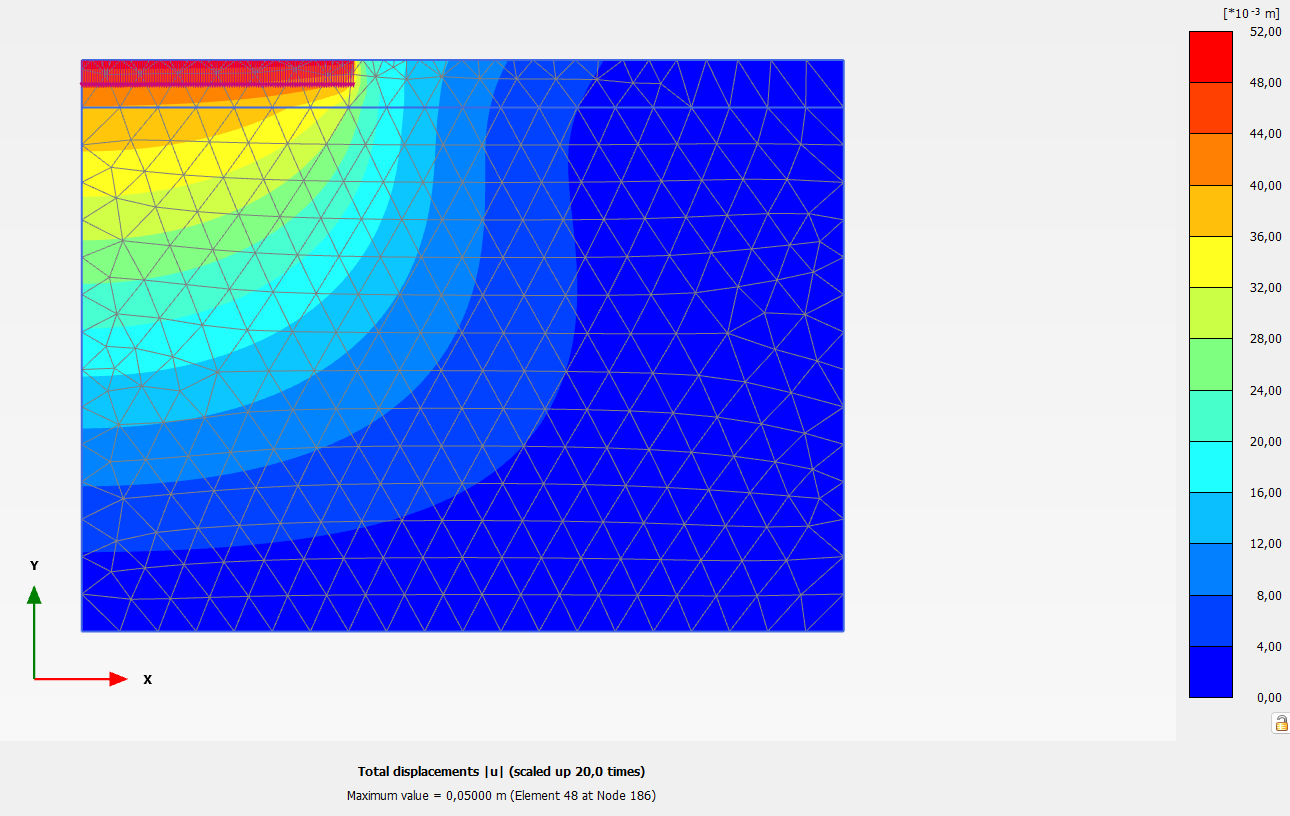 [*10⁻³ m]
52,00
48,00
44,00
40,00
36,00
32,00
28,00
24,00
20,00
16,00
12,00
8,00
4,00
0,00
Y
X
Total displacements |u| (scaled up 20,0 times)
Maximum value = 0,05000 m (Element 48 at Node 186)